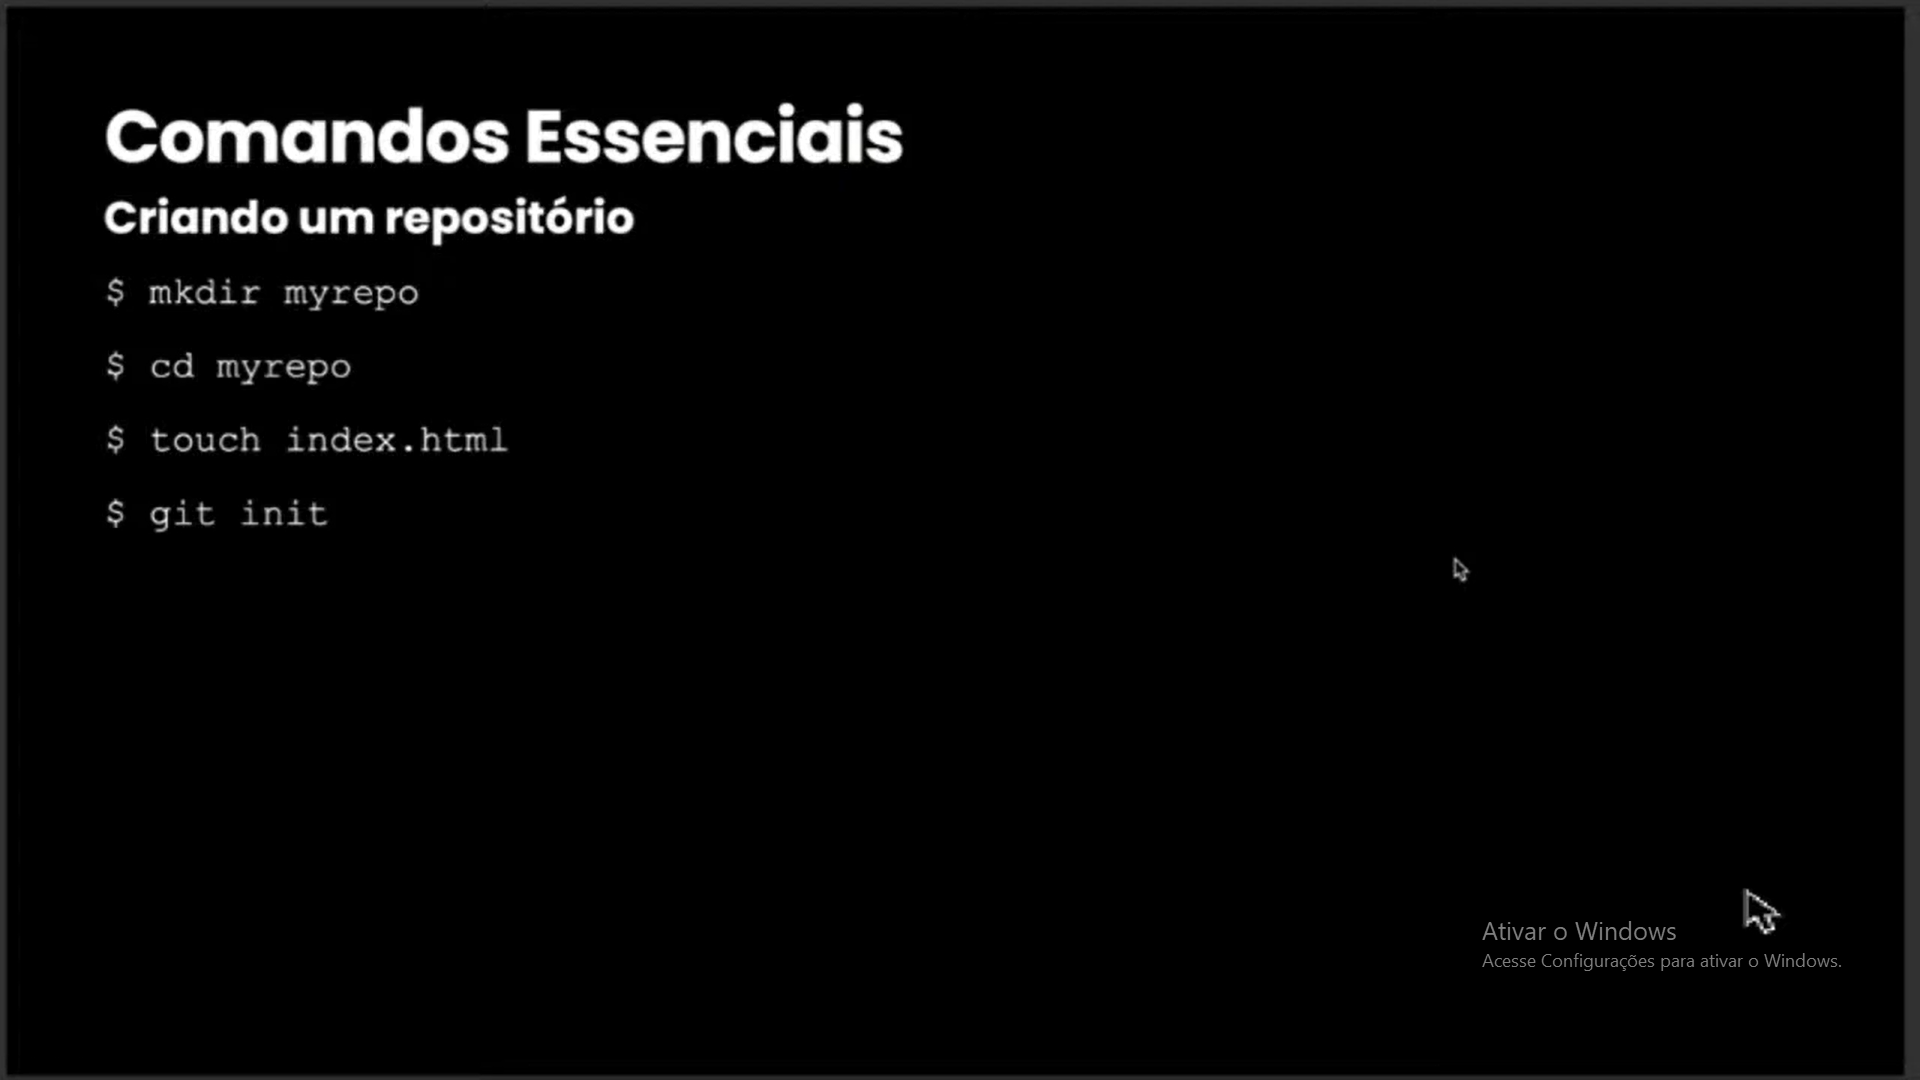 Comandos Essenciais
Criando um repositório
$ mkdir myrepo
$ cd myrepo
$ touch index.html
$ git init
Ativar o Windows
Acesse Configurações para ativar o Windows.